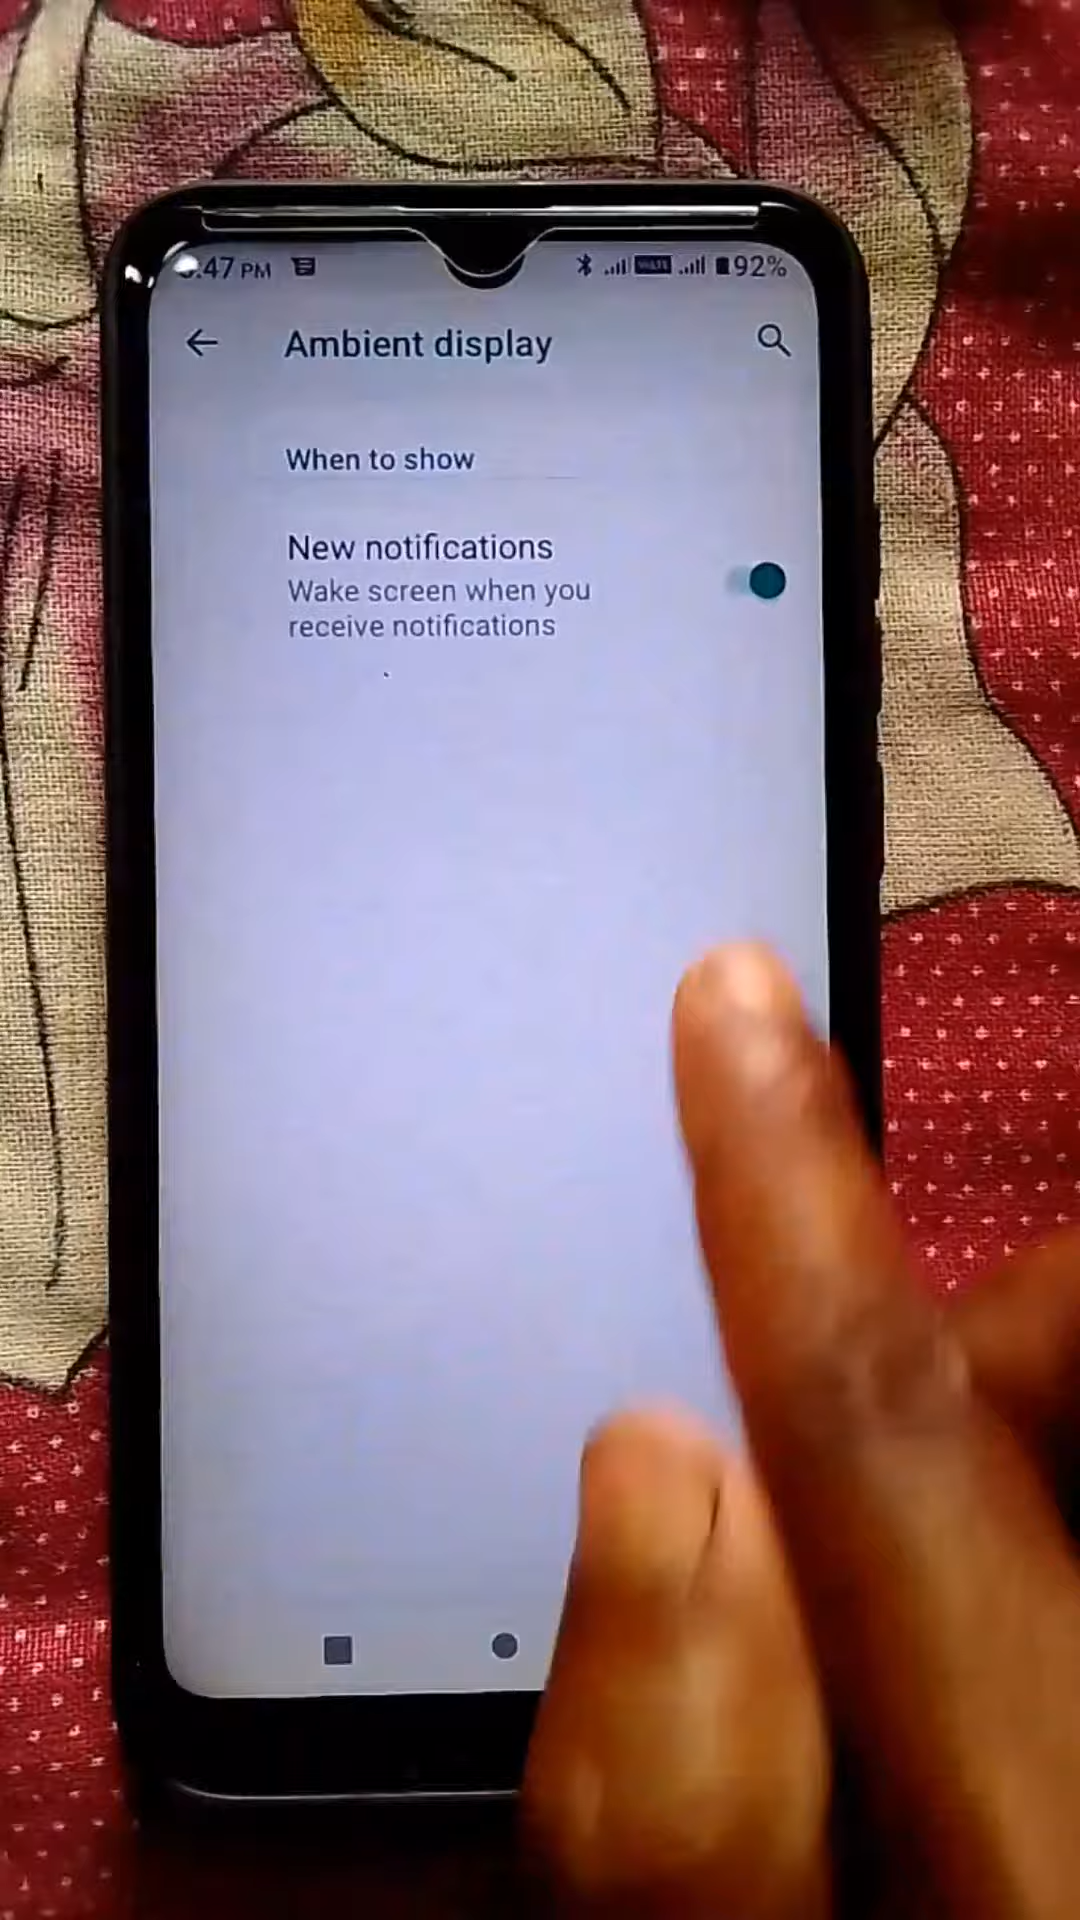 :47 PM 92%
Ambient display
When to show
New notifications
Wake screen when you
receive notifications